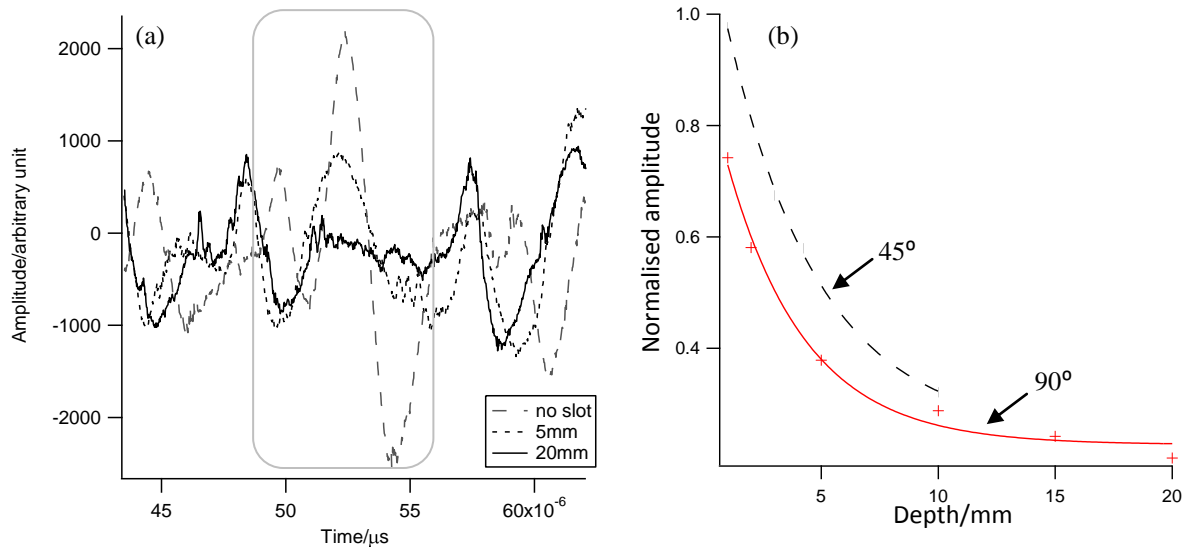 (a)
Amplitude/arbitrary unit
2000
1000
0
-1000
-2000
45
50
55
60x10⁻⁶
Time/µs
no slot
5mm
20mm
(b)
Normalised amplitude
1.0
0.8
0.6
0.4
45º
90º
5
10
15
20
Depth/mm